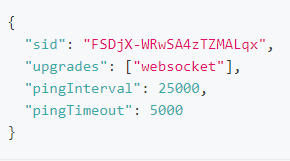 {
"sid": "FSDjX-WRwSA4zTZMALqx",
"upgrades": ["websocket"],
"pingInterval": 25000,
"pingTimeout": 5000
}